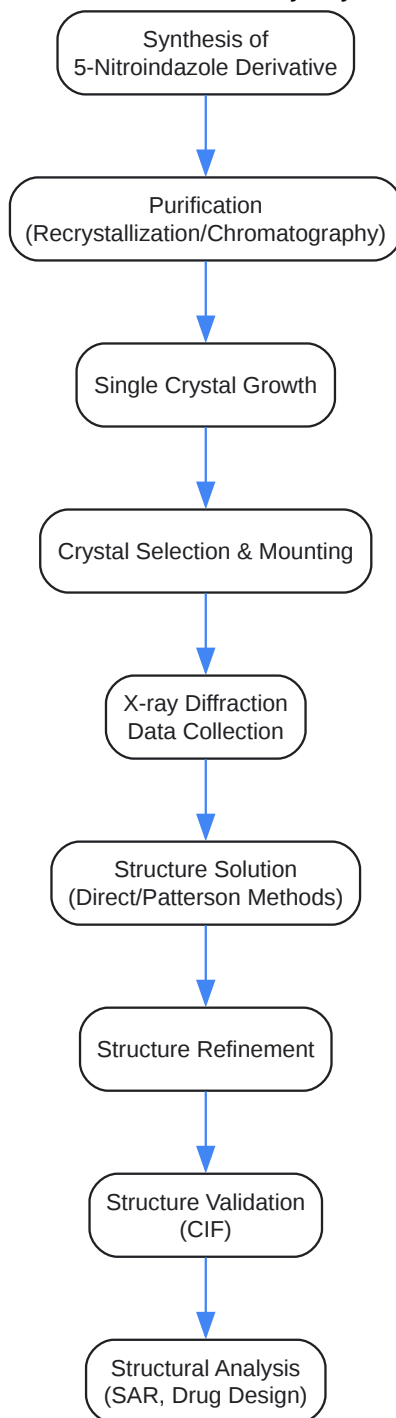 Synthesis of
5-Nitroindazole Derivative
Purification
(Recrystallization/Chromatography)
Single Crystal Growth
Crystal Selection & Mounting
X-ray Diffraction
Data Collection
Structure Solution
(Direct/Patterson Methods)
Structure Refinement
Structure Validation
(CIF)
Structural Analysis
(SAR, Drug Design)